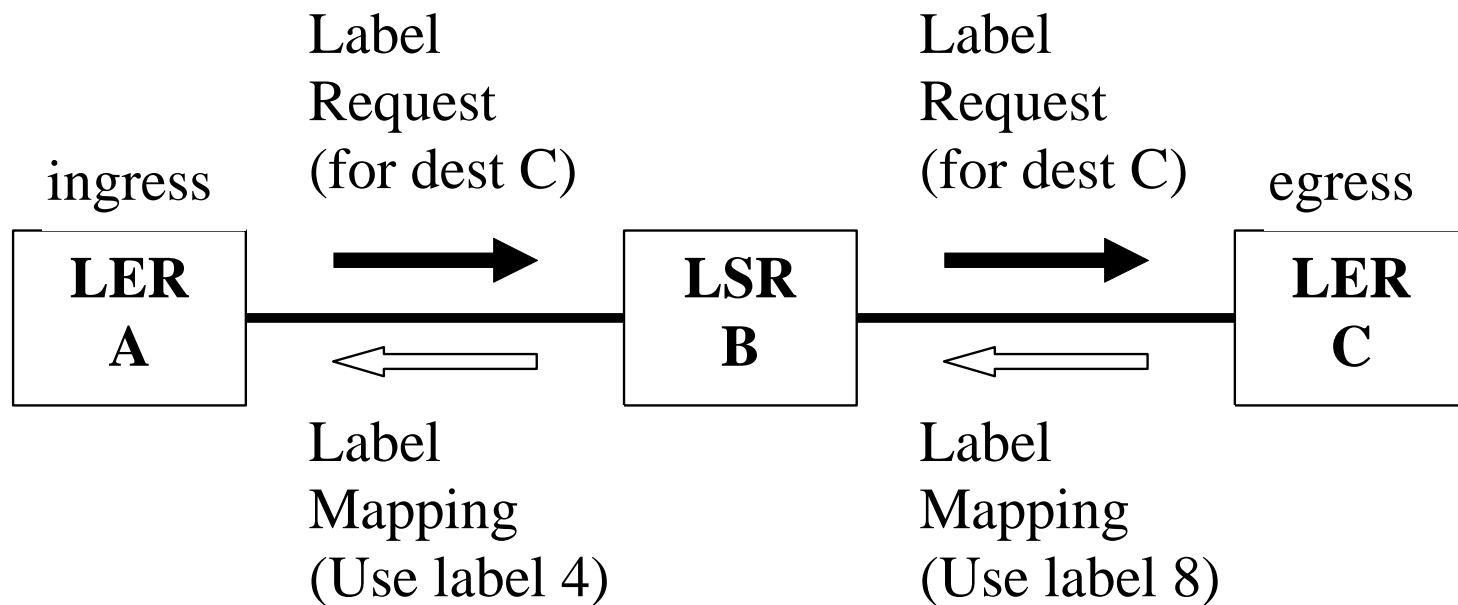 Label
Request
(for dest C)
Label
Request
(for dest C)
ingress
egress
LER
A
LSR
B
LER
C
Label
Mapping
(Use label 4)
Label
Mapping
(Use label 8)